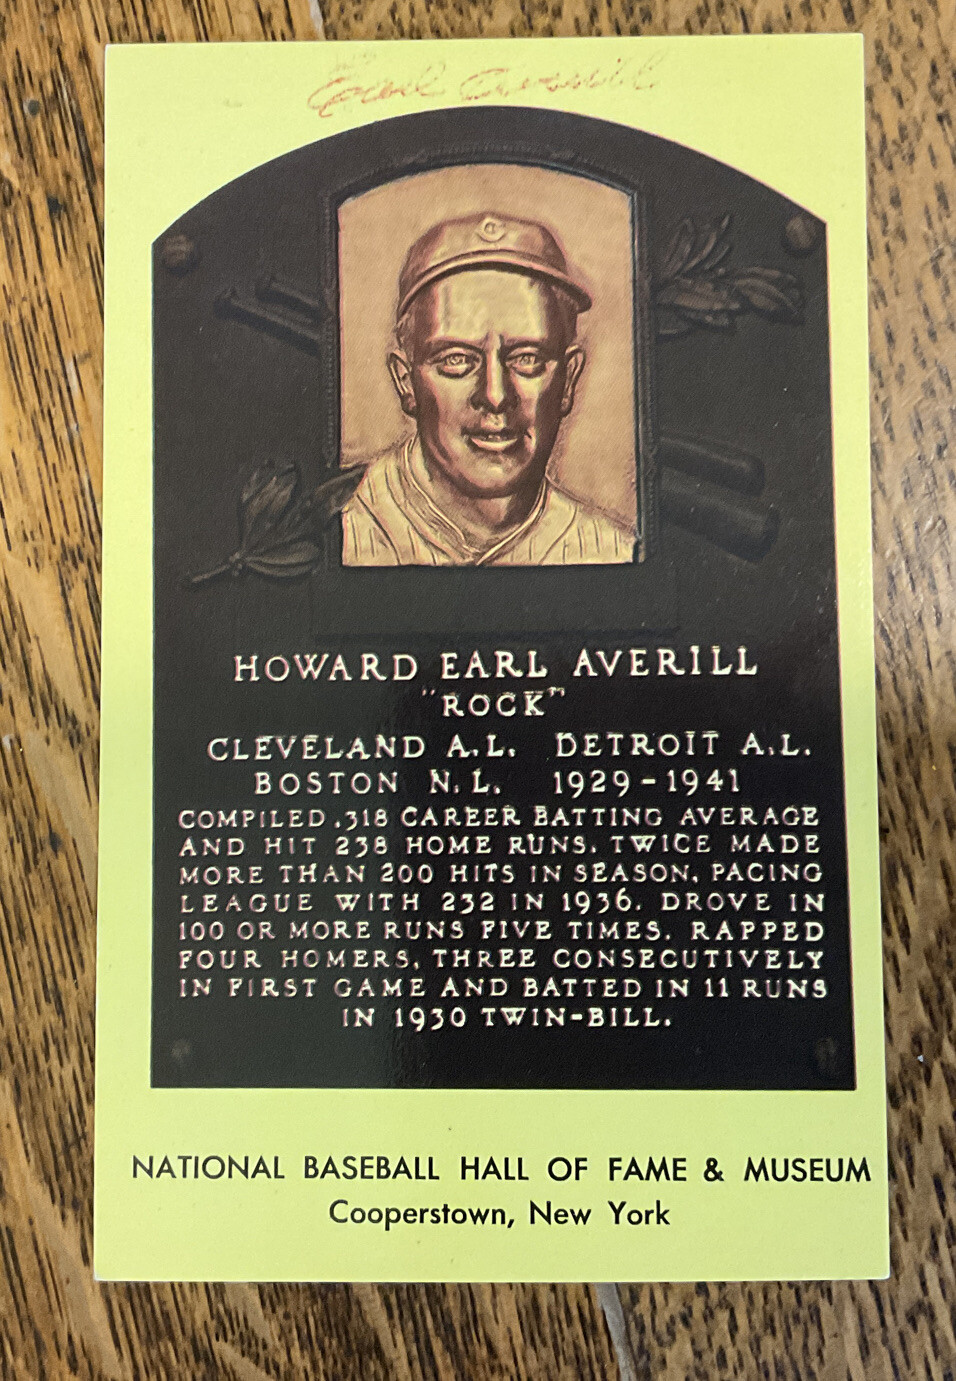 Earl Averill
C
HOWARD EARL AVERILL
"ROCK"
CLEVELAND A.L. DETROIT A.L.
BOSTON N.L. 1929-1941
COMPILED .318 CAREER BATTING AVERAGE
AND HIT 238 HOME RUNS. TWICE MADE
MORE THAN 200 HITS IN SEASON, PACING
LEAGUE WITH 232 IN 1936. DROVE IN
100 OR MORE RUNS FIVE TIMES. RAPPED
FOUR HOMERS, THREE CONSECUTIVELY
IN FIRST GAME AND BATTED IN 11 RUNS
IN 1930 TWIN-BILL.
NATIONAL BASEBALL HALL OF FAME & MUSEUM
Cooperstown, New York